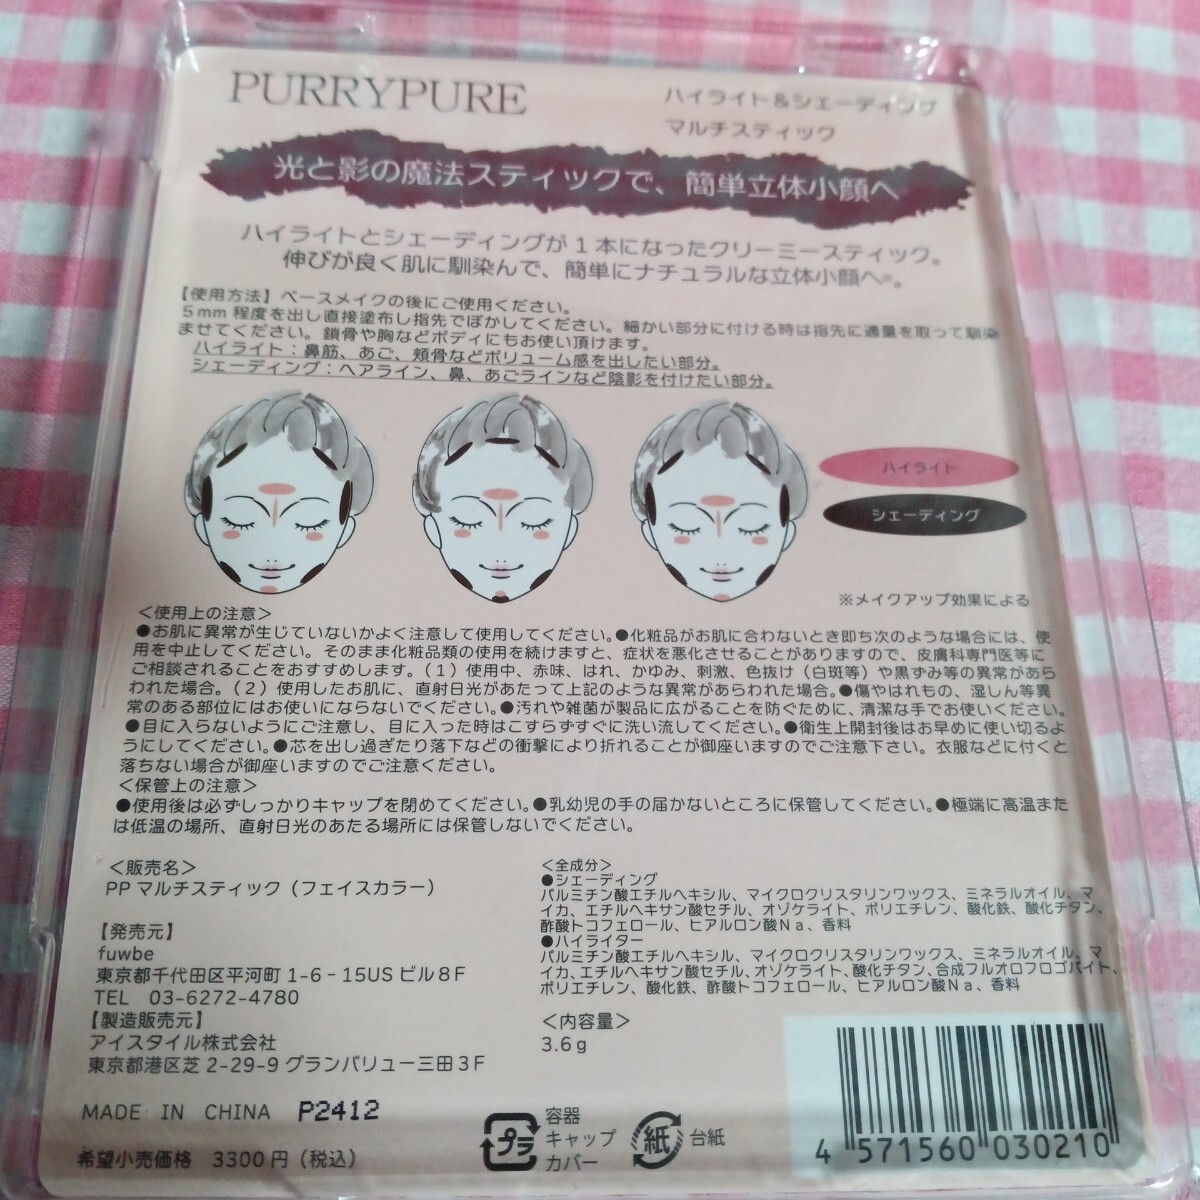 PURRYPURE
ハイライト&シェーディング
マルチスティック
光と影の魔法スティックで、簡単立体小顔へ
ハイライトとシェーディングが1本になったクリーミースティック。
伸びが良く肌に馴染んで、簡単にナチュラルな立体小顔へ※。
【使用方法】ベースメイクの後にご使用ください。
5mm 程度を出し直接塗布し指先でぼかしてください。細かい部分に付ける時は指先に適量を取って馴染
ませてください。鎖骨や胸などボディにもお使い頂けます。
ハイライト:鼻筋、あご、頬骨などボリューム感を出したい部分。
シェーディング:ヘアライン、鼻、あごラインなど陰影を付けたい部分。
ハイライト
シェーディング
※メイクアップ効果による
＜使用上の注意＞
●お肌に異常が生じていないかよく注意して使用してください。●化粧品がお肌に合わないとき即ち次のような場合には、使
用を中止してください。そのまま化粧品類の使用を続けますと、症状を悪化させることがありますので、皮膚科専門医等に
ご相談されることをおすすめします。(1)使用中、赤味、はれ、かゆみ、刺激、色抜け(白斑等)や黒ずみ等の異常があら
われた場合。(2)使用したお肌に、直射日光があたって上記のような異常があらわれた場合。●傷やはれもの、湿しん等異
常のある部位にはお使いにならないでください。●汚れや雑菌が製品に広がることを防ぐために、清潔な手でお使いください。
●目に入らないようにご注意し、目に入った時はこすらずすぐに洗い流してください。●衛生上開封後はお早めに使い切るよ
うにしてください。●芯を出し過ぎたり落下などの衝撃により折れることが御座いますのでご注意下さい。衣服などに付くと
落ちない場合が御座いますのでご注意ください。
＜保管上の注意＞
●使用後は必ずしっかりキャップを閉めてください。●乳幼児の手の届かないところに保管してください。●極端に高温また
は低温の場所、直射日光のあたる場所には保管しないでください。
＜販売名＞
PP マルチスティック(フェイスカラー)
【発売元】
fuwbe
東京都千代田区平河町1-6-15USビル8F
TEL 03-6272-4780
【製造販売元】
アイスタイル株式会社
東京都港区芝2-29-9グランバリュー三田3F
MADE IN CHINA P2412
希望小売価格 3300円(税込)
＜全成分＞
●シェーディング
パルミチン酸エチルヘキシル、マイクロクリスタリンワックス、ミネラルオイル、マ
イカ、エチルヘキサン酸セチル、オゾケライト、ポリエチレン、酸化鉄、酸化チタン、
酢酸トコフェロール、ヒアルロン酸Na、香料
●ハイライター
パルミチン酸エチルヘキシル、マイクロクリスタリンワックス、ミネラルオイル、マ
イカ、エチルヘキサン酸セチル、オゾケライト、酸化チタン、合成フルオロフロゴパイト、
ポリエチレン、酸化鉄、酢酸トコフェロール、ヒアルロン酸Na、香料
＜内容量＞
3.6g
プラ
容器
キャップ
カバー
紙
台紙
4 571560 030210